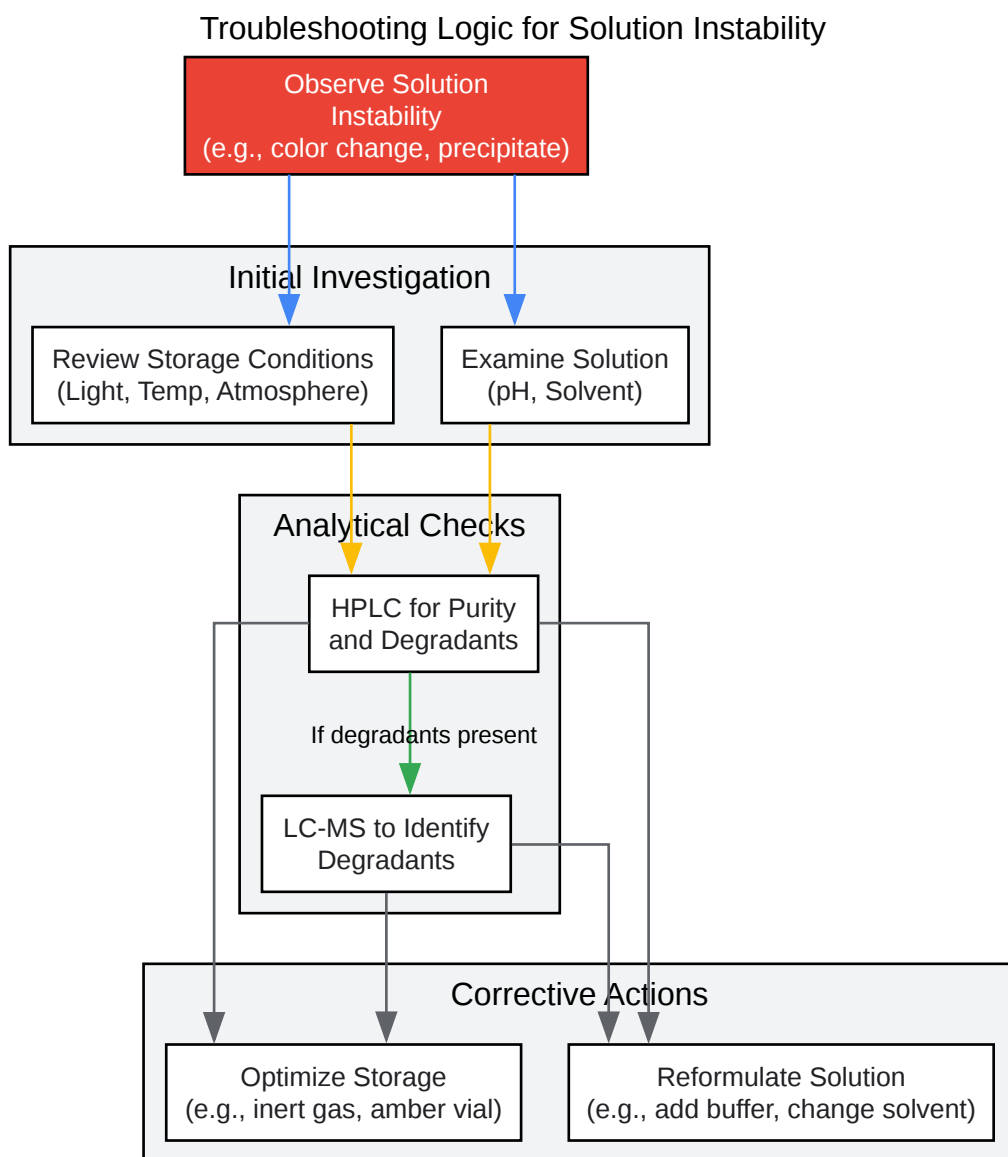 Troubleshooting Logic for Solution Instability
Observe Solution
Instability
(e.g., color change, precipitate)
Initial Investigation
Review Storage Conditions
(Light, Temp, Atmosphere)
Examine Solution
(pH, Solvent)
Analytical Checks
HPLC for Purity
and Degradants
If degradants present
LC-MS to Identify
Degradants
Corrective Actions
Optimize Storage
(e.g., inert gas, amber vial)
Reformulate Solution
(e.g., add buffer, change solvent)